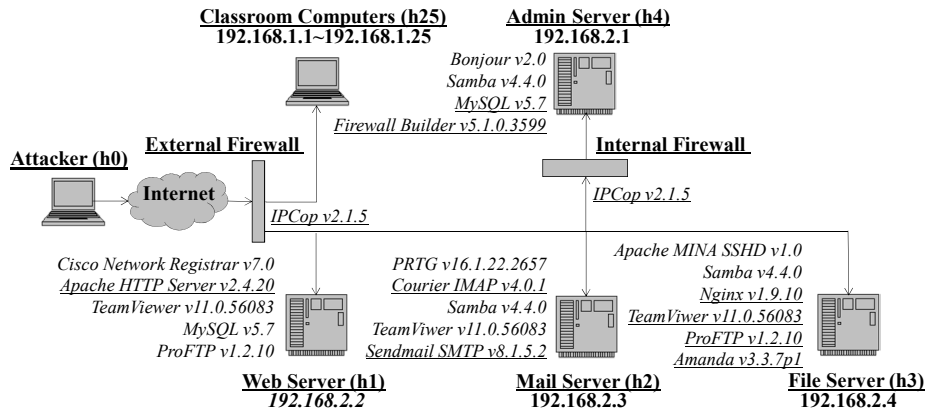 Classroom Computers (h25)
192.168.1.1~192.168.1.25
Admin Server (h4)
192.168.2.1
Bonjour v2.0
Samba v4.4.0
MySQL v5.7
Firewall Builder v5.1.0.3599
Attacker (h0)
Internet
External Firewall
IPCop v2.1.5
Internal Firewall
IPCop v2.1.5
Cisco Network Registrar v7.0
Apache HTTP Server v2.4.20
TeamViewer v11.0.56083
MySQL v5.7
ProFTP v1.2.10
Web Server (h1)
192.168.2.2
PRTG v16.1.22.2657
Courier IMAP v4.0.1
Samba v4.4.0
TeamViwer v11.0.56083
Sendmail SMTP v8.1.5.2
Mail Server (h2)
192.168.2.3
Apache MINA SSHD v1.0
Samba v4.4.0
Nginx v1.9.10
TeamViwer v11.0.56083
ProFTP v1.2.10
Amanda v3.3.7p1
File Server (h3)
192.168.2.4